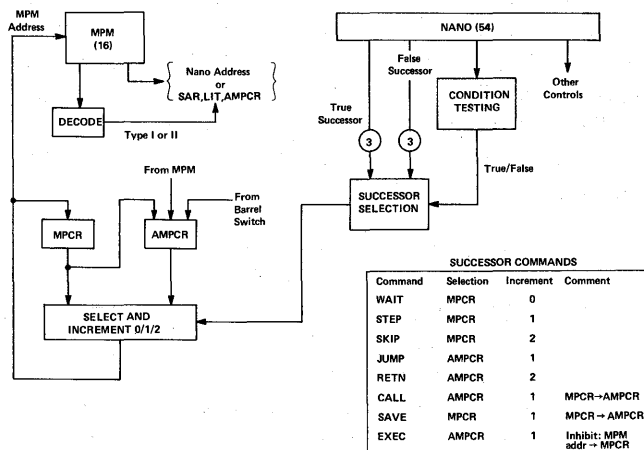 MPM
Address
MPM
(16)
Nano Address
or
SAR,LIT,AMPCR
DECODE
Type I or II
NANO (54)
True
Successor
False
Successor
CONDITION
TESTING
Other
Controls
3
3
True/False
From MPM
From
Barrel
Switch
SUCCESSOR
SELECTION
MPCR
AMPCR
SELECT AND
INCREMENT 0/1/2
SUCCESSOR COMMANDS
Command Selection Increment Comment
WAIT MPCR 0
STEP MPCR 1
SKIP MPCR 2
JUMP AMPCR 1
RETN AMPCR 2
CALL AMPCR 1 MPCR→AMPCR
SAVE MPCR 1 MPCR→AMPCR
EXEC AMPCR 1 Inhibit: MPM
addr → MPCR